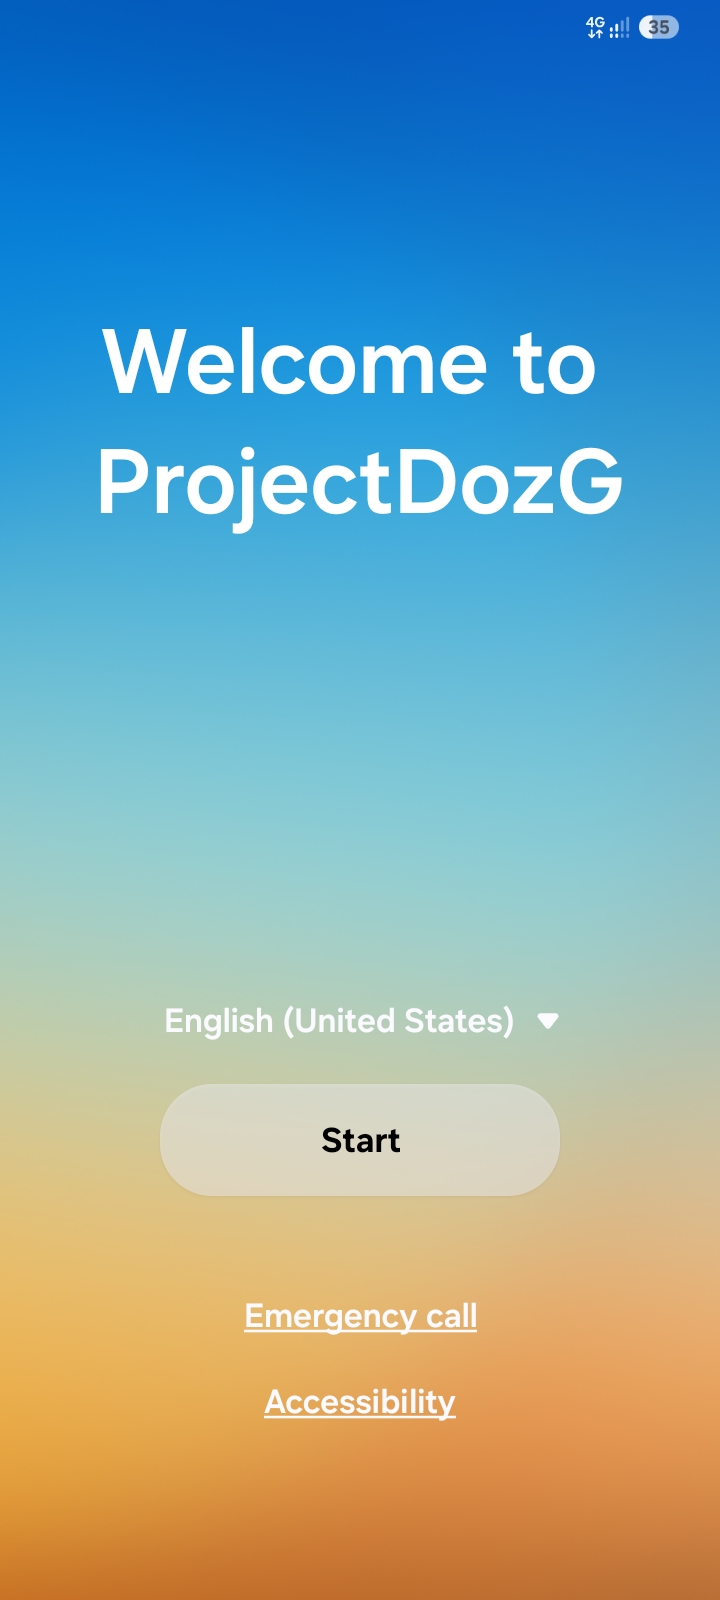 4G 35
Welcome to
ProjectDozG
English (United States)
Start
Emergency call
Accessibility